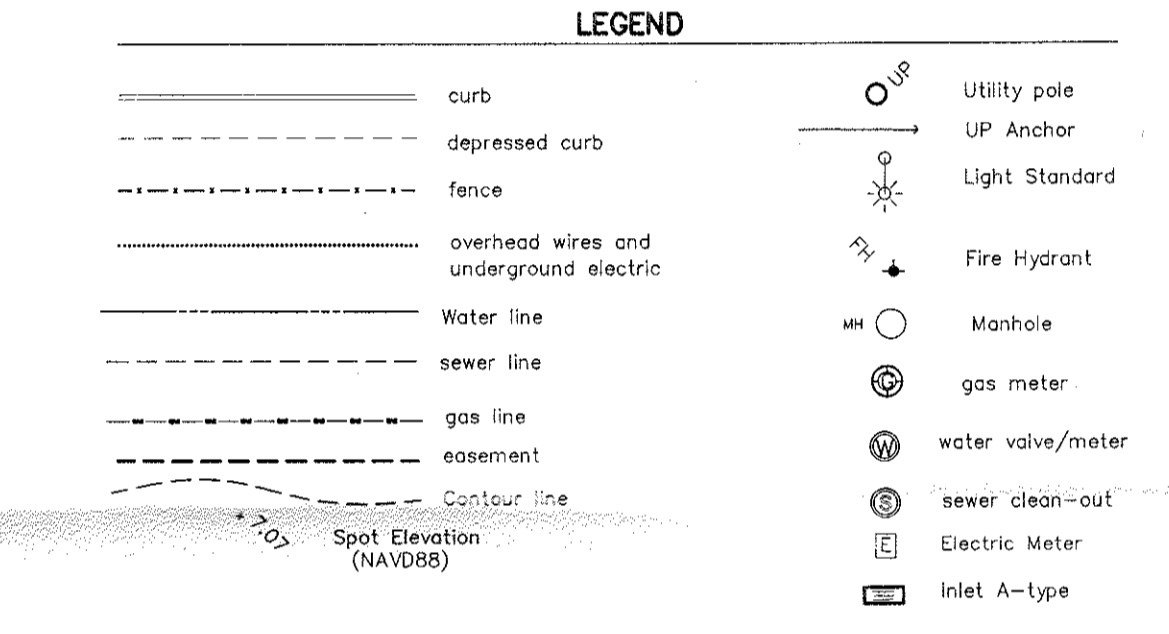 LEGEND
curb
depressed curb
fence
overhead wires and
underground electric
Water line
sewer line
gas line
easement
Contour line
+ 7.07
Spot Elevation
(NAVD88)
UP
Utility pole
UP Anchor
Light Standard
FH
Fire Hydrant
MH
Manhole
G
gas meter
W
water valve/meter
S
sewer clean-out
E
Electric Meter
inlet A-type